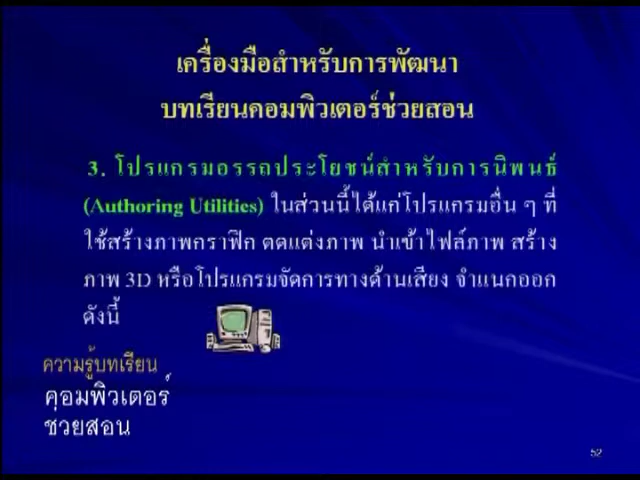 เครื่องมือสำหรับการพัฒนา
บทเรียนคอมพิวเตอร์ช่วยสอน
3. โปรแกรมอรรถประโยชน์สำหรับการนิพนธ์
(Authoring Utilities) ในส่วนนี้ได้แก่โปรแกรมอื่น ๆ ที่
ใช้สร้างภาพกราฟิก ตดแต่งภาพ นำเข้าไฟล์ภาพ สร้าง
ภาพ 3D หรือโปรแกรมจัดการทางด้านเสียง จำแนกออก
ดังนี้
ความรู้บทเรียน
คอมพิวเตอร์
ช่วยสอน
52